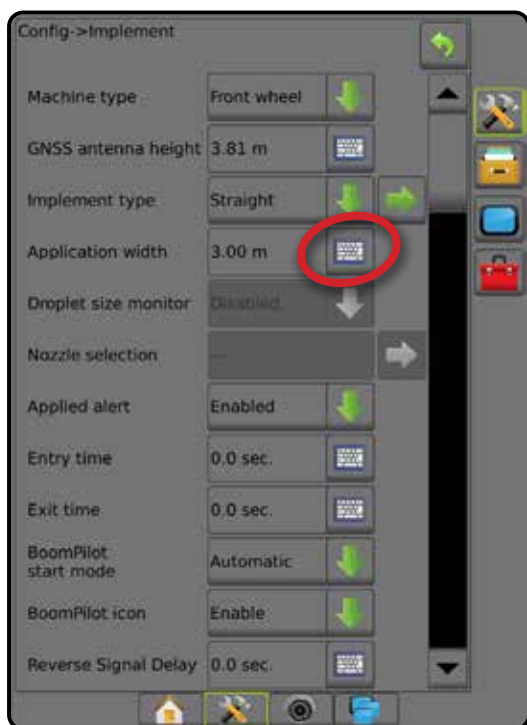 Config->Implement
Machine type Front wheel
GNSS antenna height 3.81 m
Implement type Straight
Application width 3.00 m
Droplet size monitor Disabled
Nozzle selection ---
Applied alert Enabled
Entry time 0.0 sec.
Exit time 0.0 sec.
BoomPilot
start mode Automatic
BoomPilot icon Enable
Reverse Signal Delay 0.0 sec.